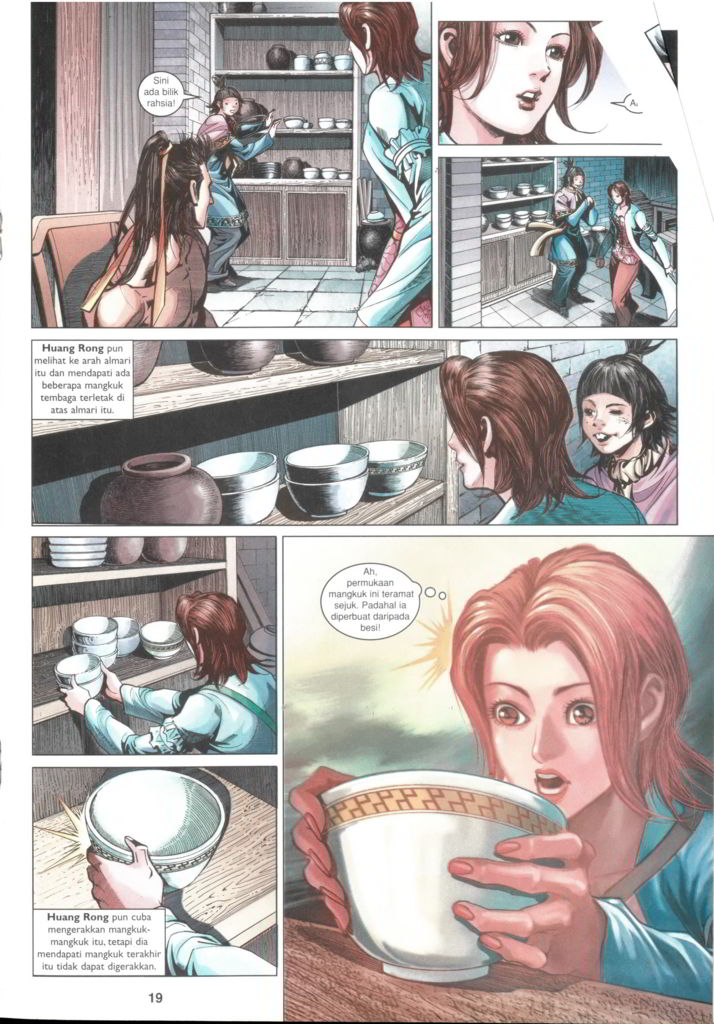 Sini
ada bilik
rahsia!
A.
Huang Rong pun
melihat ke arah almari
itu dan mendapati ada
beberapa mangkuk
tembaga terletak di
atas almari itu.
Ah,
permukaan
mangkuk ini teramat
sejuk. Padahal ia
diperbuat daripada
besi!
Huang Rong pun cuba
mengerakkan mangkuk-
mangkuk itu, tetapi dia
mendapati mangkuk terakhir
itu tidak dapat digerakkan.
19